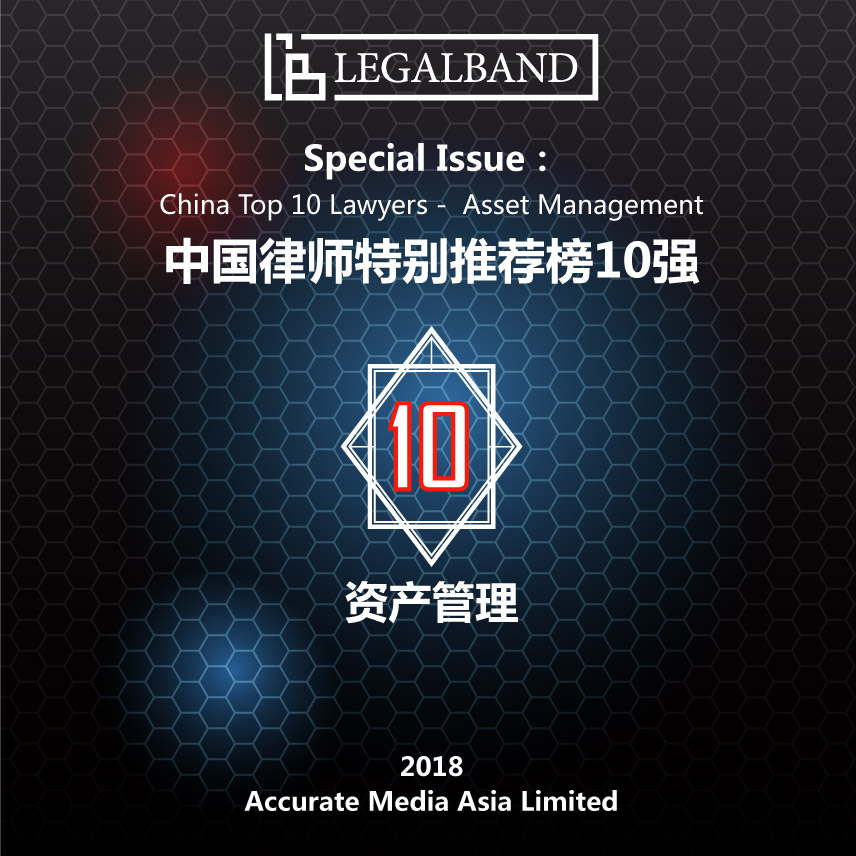 LEGALBAND
Special Issue：
China Top 10 Lawyers - Asset Management
中国律师特别推荐榜10强
10
资产管理
2018
Accurate Media Asia Limited